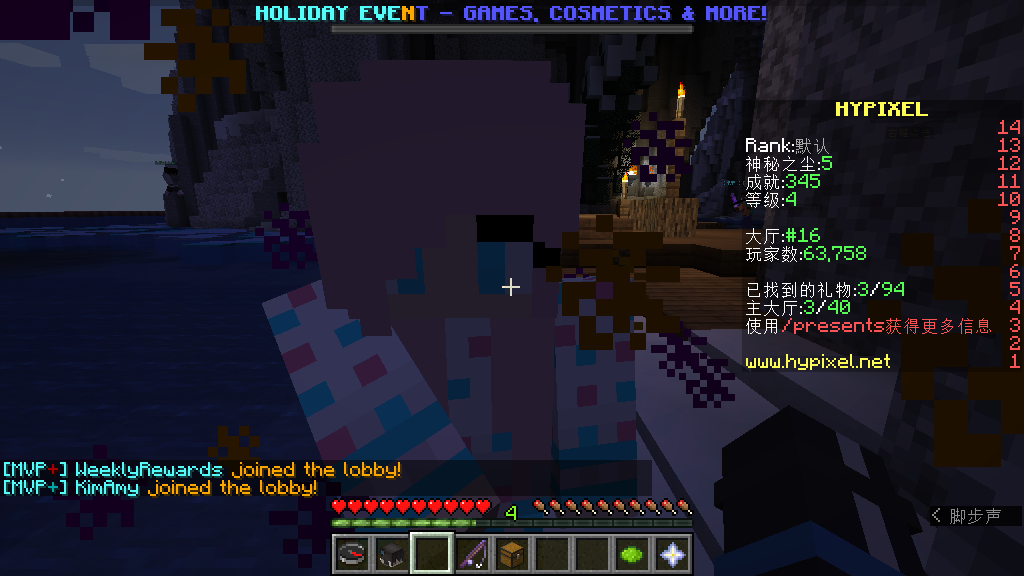 HOLIDAY EVENT – GAMES, COSMETICS & MORE!
HYPIXEL
14
Rank:默认 13
神秘之尘:5 12
成就:345 11
等级:4 10
9
大厅:#16 8
玩家数:63,758 7
6
已找到的礼物:3/94 5
主大厅:3/40 4
使用/presents获得更多信息 3
2
www.hypixel.net 1
[MVP+] WeeklyRewards joined the lobby!
[MVP+] KimAmy joined the lobby!
4
< 脚步声